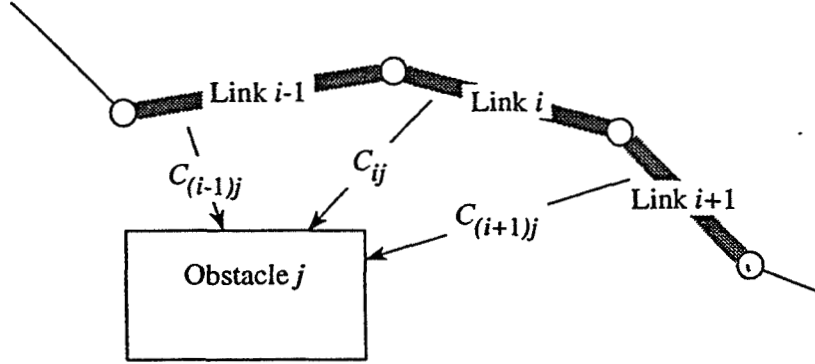 Link i-1
Link i
C(i-1)j
Cij
Link i+1
C(i+1)j
Obstacle j